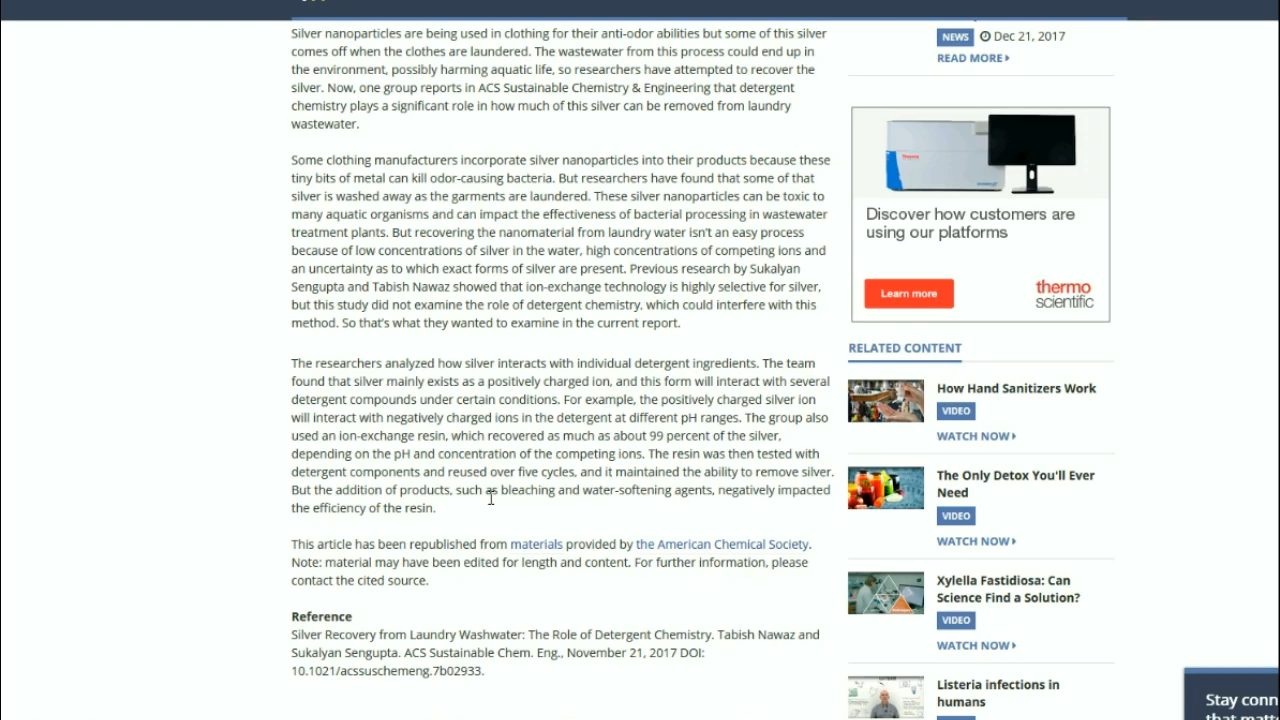 Silver nanoparticles are being used in clothing for their anti-odor abilities but some of this silver
comes off when the clothes are laundered. The wastewater from this process could end up in
the environment, possibly harming aquatic life, so researchers have attempted to recover the
silver. Now, one group reports in ACS Sustainable Chemistry & Engineering that detergent
chemistry plays a significant role in how much of this silver can be removed from laundry
wastewater.
Some clothing manufacturers incorporate silver nanoparticles into their products because these
tiny bits of metal can kill odor-causing bacteria. But researchers have found that some of that
silver is washed away as the garments are laundered. These silver nanoparticles can be toxic to
many aquatic organisms and can impact the effectiveness of bacterial processing in wastewater
treatment plants. But recovering the nanomaterial from laundry water isn't an easy process
because of low concentrations of silver in the water, high concentrations of competing ions and
an uncertainty as to which exact forms of silver are present. Previous research by Sukalyan
Sengupta and Tabish Nawaz showed that ion-exchange technology is highly selective for silver,
but this study did not examine the role of detergent chemistry, which could interfere with this
method. So that's what they wanted to examine in the current report.
The researchers analyzed how silver interacts with individual detergent ingredients. The team
found that silver mainly exists as a positively charged ion, and this form will interact with several
detergent compounds under certain conditions. For example, the positively charged silver ion
will interact with negatively charged ions in the detergent at different pH ranges. The group also
used an ion-exchange resin, which recovered as much as about 99 percent of the silver,
depending on the pH and concentration of the competing ions. The resin was then tested with
detergent components and reused over five cycles, and it maintained the ability to remove silver.
But the addition of products, such as bleaching and water-softening agents, negatively impacted
the efficiency of the resin.
This article has been republished from materials provided by the American Chemical Society.
Note: material may have been edited for length and content. For further information, please
contact the cited source.
Reference
Silver Recovery from Laundry Washwater: The Role of Detergent Chemistry. Tabish Nawaz and
Sukalyan Sengupta. ACS Sustainable Chem. Eng., November 21, 2017 DOI:
10.1021/acssuschemeng.7b02933.
NEWS Dec 21, 2017
READ MORE
Thermo
Discover how customers are
using our platforms
Learn more
thermo
scientific
RELATED CONTENT
How Hand Sanitizers Work
VIDEO
WATCH NOW
The Only Detox You'll Ever
Need
VIDEO
WATCH NOW
Xylella Fastidiosa: Can
Science Find a Solution?
VIDEO
WATCH NOW
Listeria infections in
humans
Stay conn